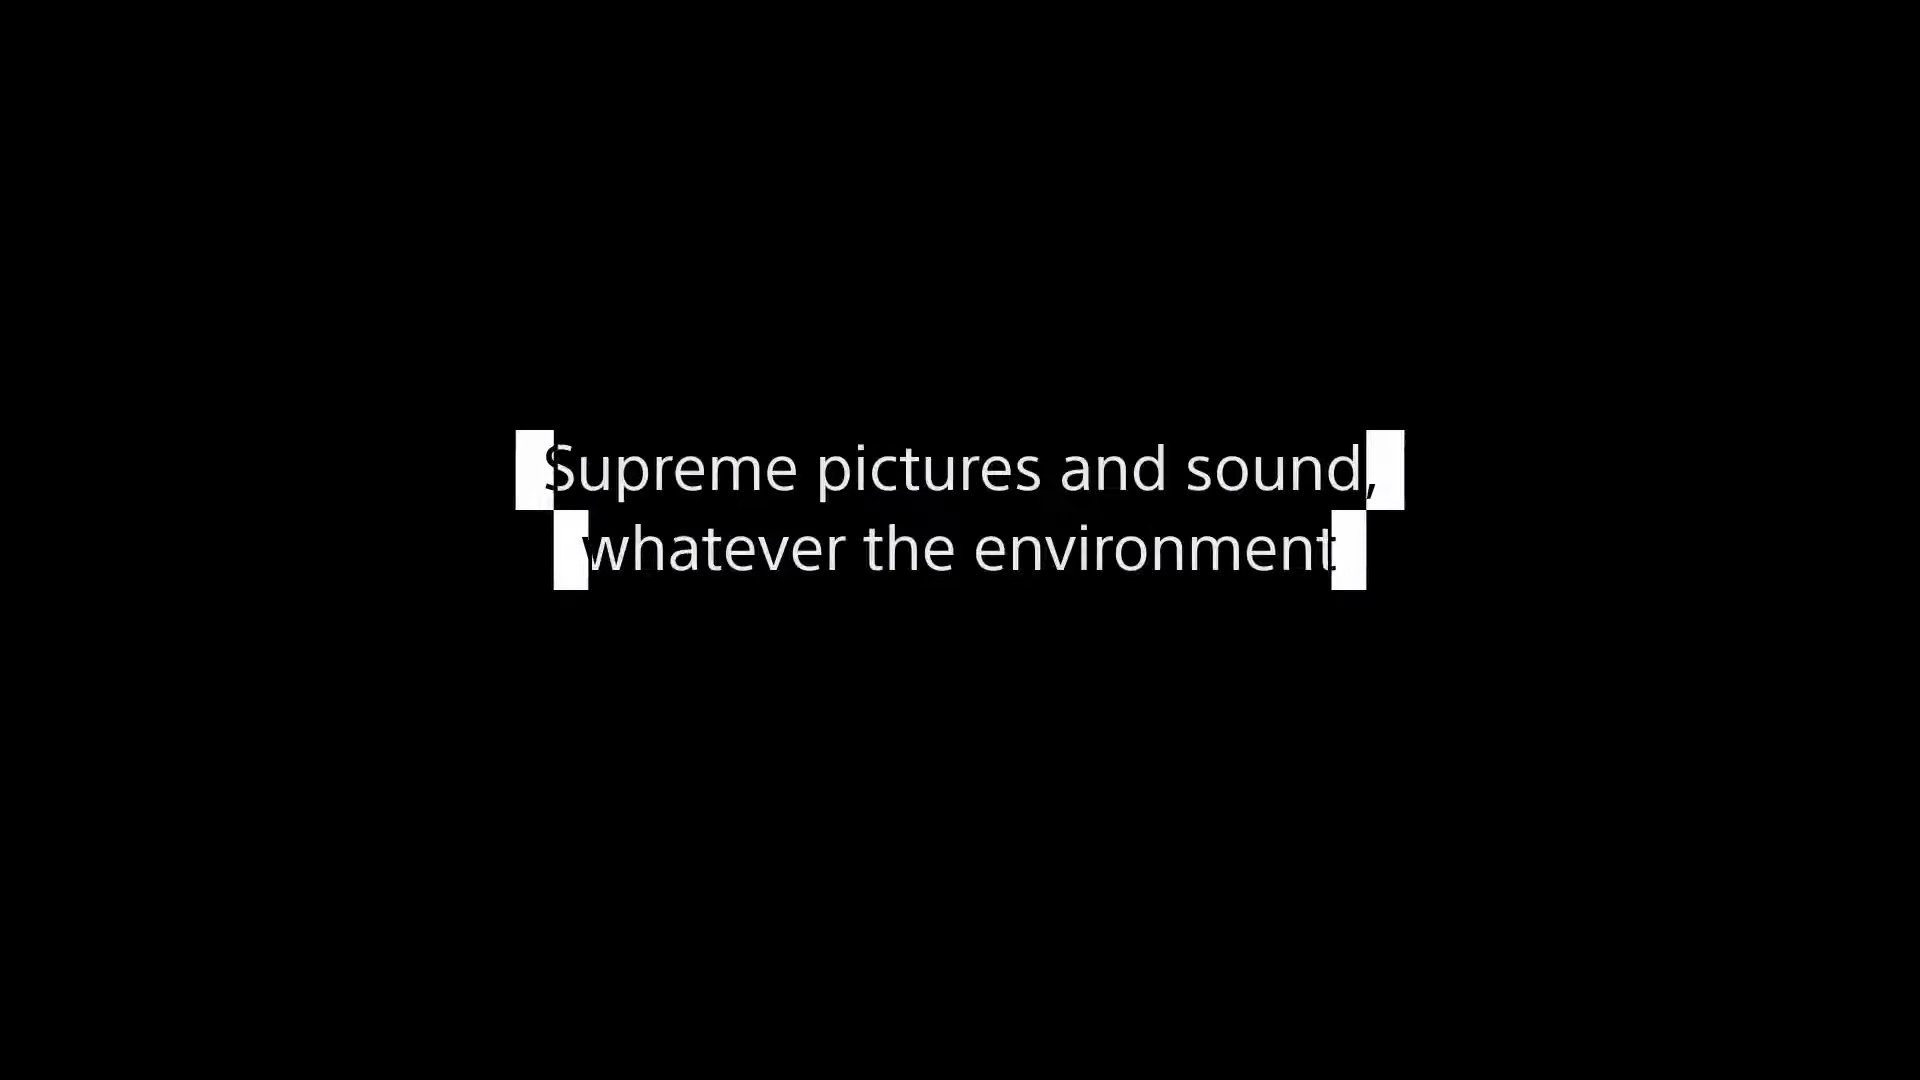 Supreme pictures and sound,
whatever the environment